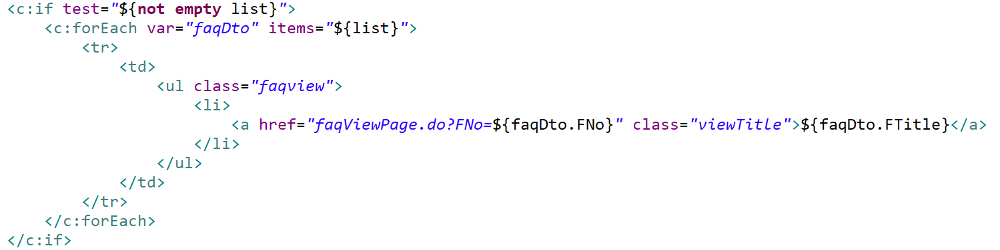 <c:if test="${not empty list}">
    <c:forEach var="faqDto" items="${list}">
        <tr>
            <td>
                <ul class="faqview">
                    <li>
                        <a href="faqViewPage.do?FNo=${faqDto.FNo}" class="viewTitle">${faqDto.FTitle}</a>
                    </li>
                </ul>
            </td>
        </tr>
    </c:forEach>
</c:if>